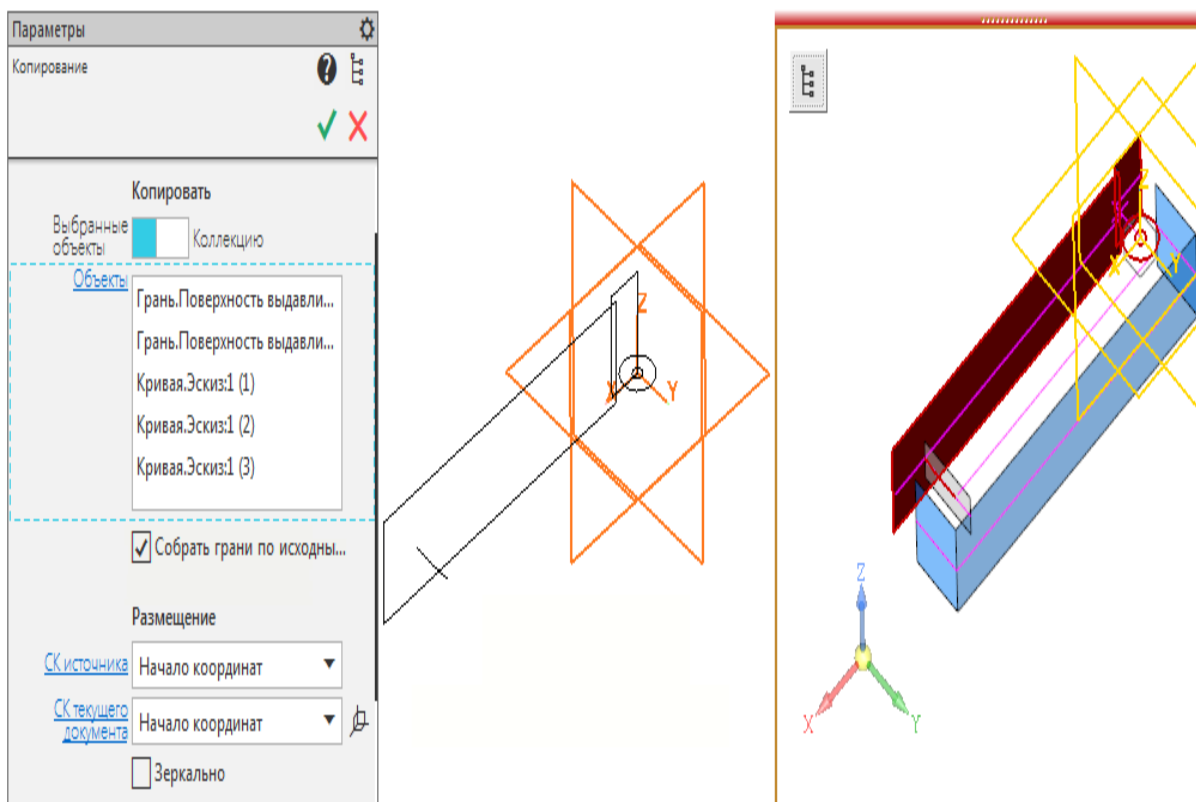 Параметры
Копирование
Копировать
Выбранные
объекты
Коллекцию
Объекты
Грань.Поверхность выдавли...
Грань.Поверхность выдавли...
Кривая.Эскиз:1 (1)
Кривая.Эскиз:1 (2)
Кривая.Эскиз:1 (3)
Собрать грани по исходны...
Размещение
СК источника
Начало координат
СК текущего
документа
Начало координат
Зеркально
Z
X
Y
Z
X
Y
Z
X
Y